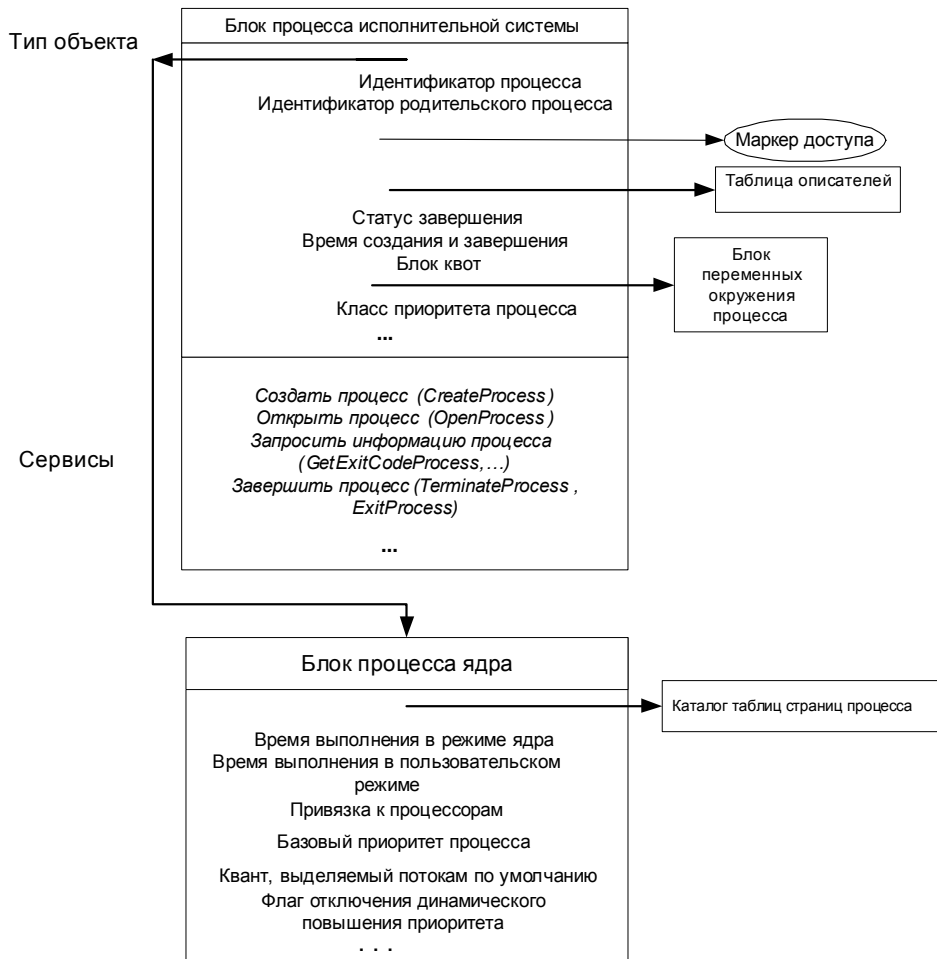 Блок процесса исполнительной системы
Тип объекта
Идентификатор процесса
Идентификатор родительского процесса
Маркер доступа
Таблица описателей
Статус завершения
Время создания и завершения
Блок квот
Блок
переменных
окружения
процесса
Класс приоритета процесса
...
Сервисы
Создать процесс (CreateProcess)
Открыть процесс (OpenProcess)
Запросить информацию процесса
(GetExitCodeProcess,...)
Завершить процесс (TerminateProcess ,
ExitProcess)
...
Блок процесса ядра
Каталог таблиц страниц процесса
Время выполнения в режиме ядра
Время выполнения в пользовательском
режиме
Привязка к процессорам
Базовый приоритет процесса
Квант, выделяемый потокам по умолчанию
Флаг отключения динамического
повышения приоритета
. . .